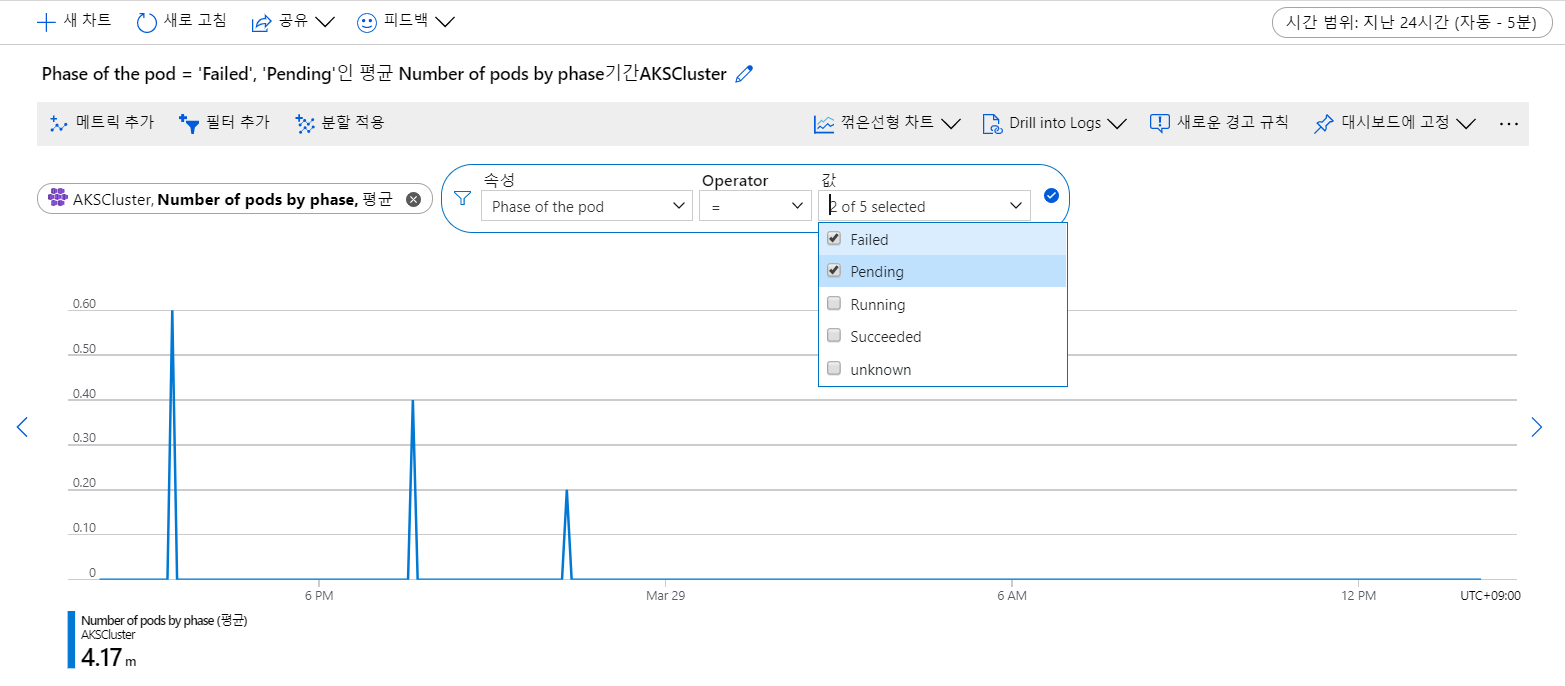 새 차트 새로 고침 공유 피드백 시간 범위: 지난 24시간 (자동 - 5분)
Phase of the pod = 'Failed', 'Pending'인 평균 Number of pods by phase기간AKSCluster
메트릭 추가 필터 추가 분할 적용 꺾은선형 차트 Drill into Logs 새로운 경고 규칙 대시보드에 고정 ...
속성 Operator 값
AKSCluster, Number of pods by phase, 평균 Phase of the pod = 2 of 5 selected
Failed
Pending
Running
Succeeded
unknown
0.60
0.50
0.40
0.30
0.20
0.10
0
6 PM Mar 29 6 AM 12 PM UTC+09:00
Number of pods by phase (평균)
AKSCluster
4.17 m